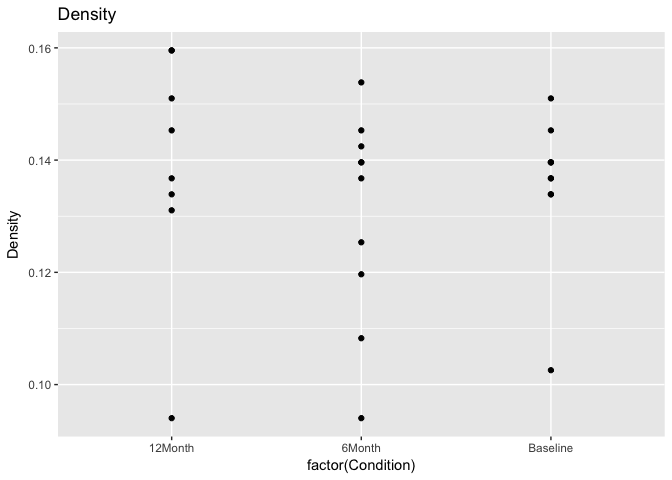 Density
0.16
0.14
0.12
0.10
Density
12Month 6Month Baseline
factor(Condition)